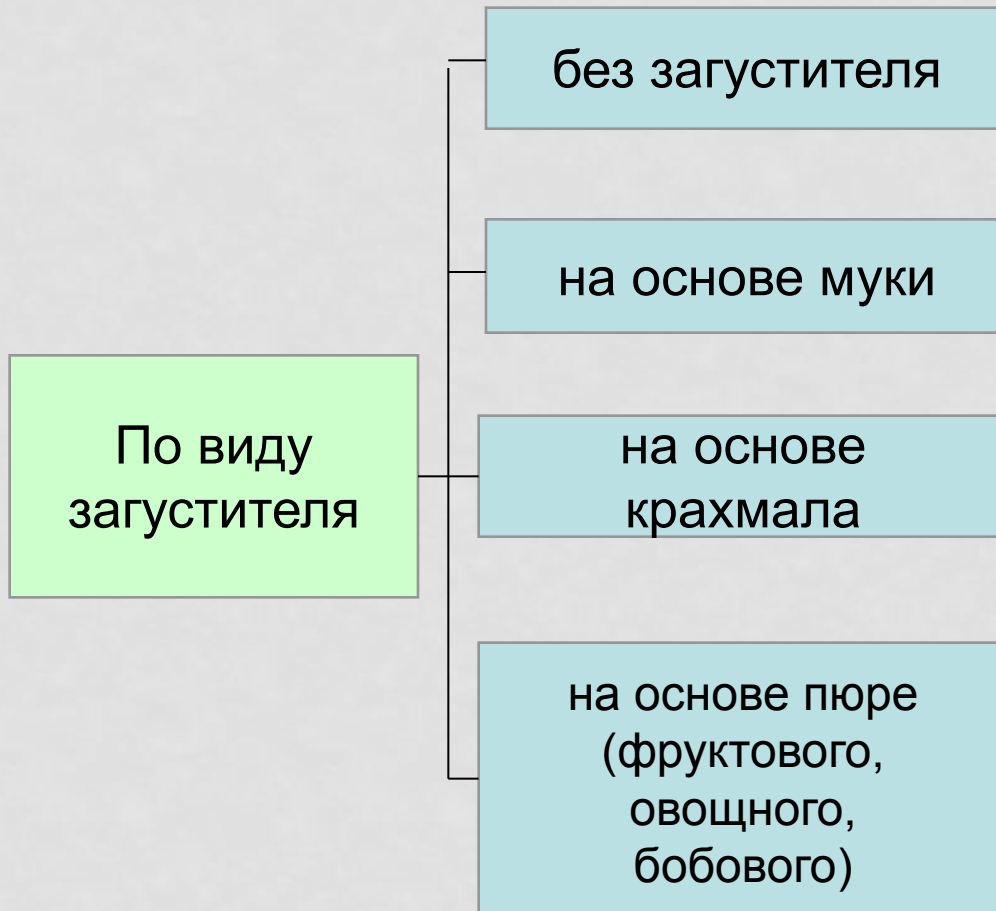 без загустителя
на основе муки
По виду
загустителя
на основе
крахмала
на основе пюре
(фруктового,
овощного,
бобового)